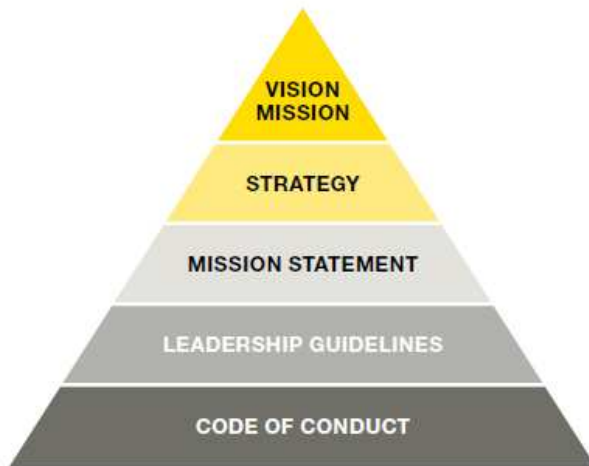 VISION
MISSION
STRATEGY
MISSION STATEMENT
LEADERSHIP GUIDELINES
CODE OF CONDUCT